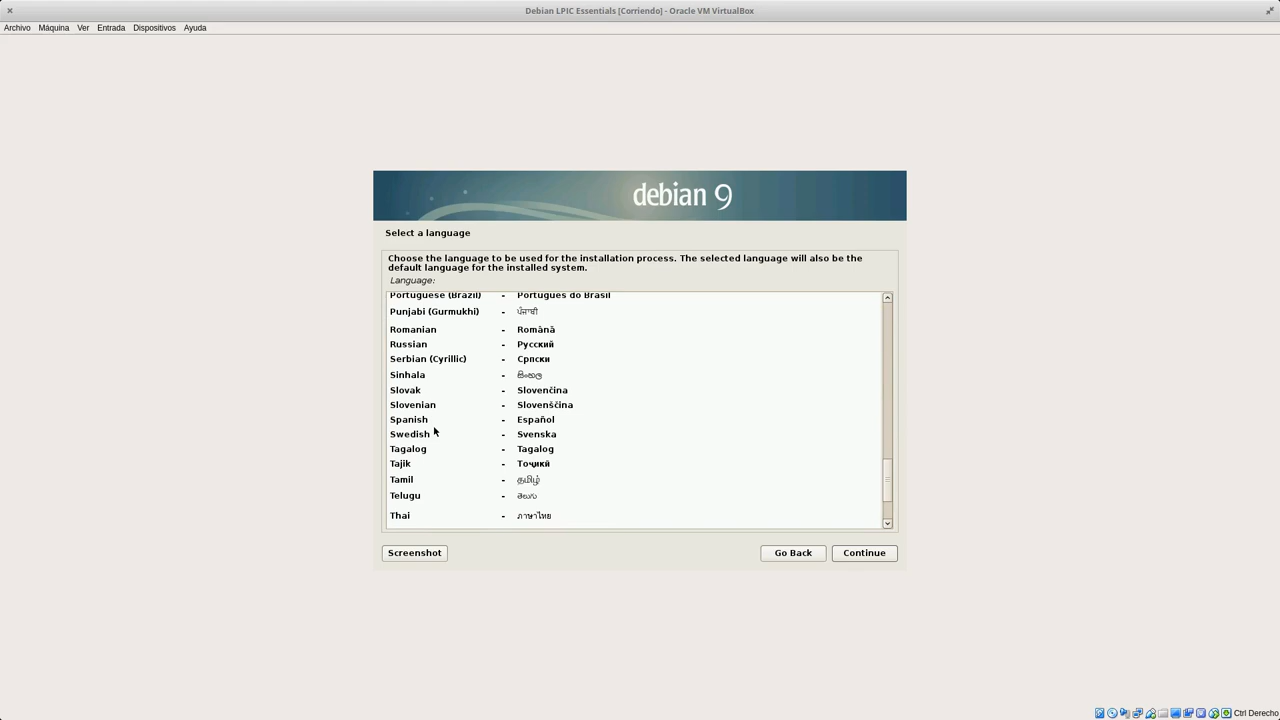 Debian LPIC Essentials [Corriendo] - Oracle VM VirtualBox
Archivo Máquina Ver Entrada Dispositivos Ayuda
debian 9
Select a language
Choose the language to be used for the installation process. The selected language will also be the
default language for the installed system.
Language:
Portuguese (Brazil) - Português do Brasil
Punjabi (Gurmukhi) - ਪੰਜਾਬੀ
Romanian - Română
Russian - Русский
Serbian (Cyrillic) - Српски
Sinhala - සිංහල
Slovak - Slovenčina
Slovenian - Slovenščina
Spanish - Español
Swedish - Svenska
Tagalog - Tagalog
Tajik - Тоҷикӣ
Tamil - தமிழ்
Telugu - తెలుగు
Thai - ภาษาไทย
Screenshot Go Back Continue
Ctrl Derecho